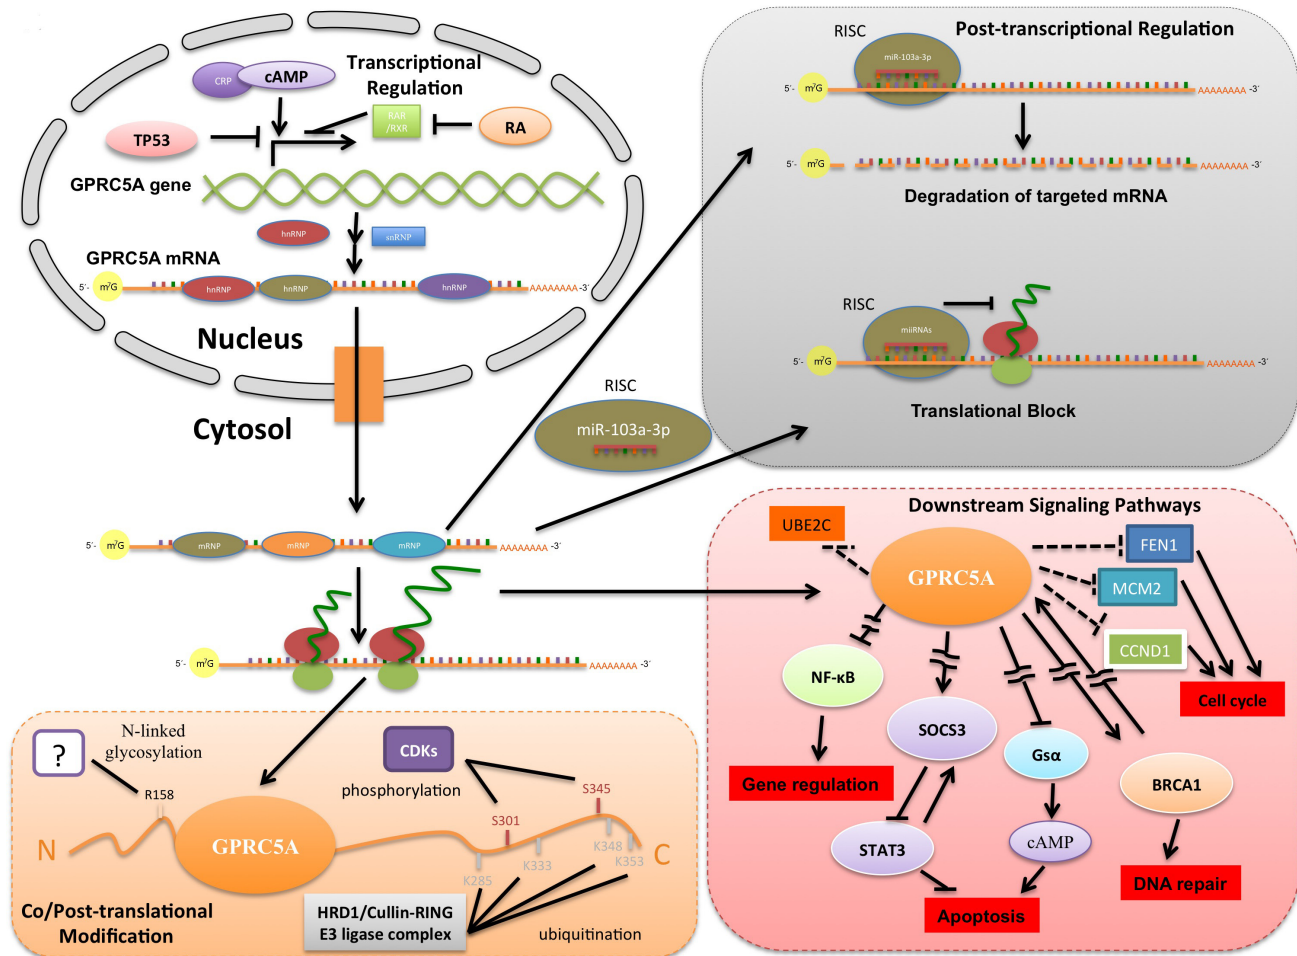 Transcriptional
Regulation
CRP
cAMP
RAR
/RXR
TP53
RA
GPRC5A gene
hnRNP
snRNP
GPRC5A mRNA
5´- m⁷G hnRNP hnRNP hnRNP AAAAAAAA -3´
Nucleus
Cytosol
RISC
miR-103a-3p
5´- m⁷G mRNP mRNP mRNP AAAAAAAA -3´
5´- m⁷G AAAAAAAA -3´
Post-transcriptional Regulation
RISC
miR-103a-3p
5´- m⁷G AAAAAAAA -3´
5´- m⁷G AAAAAAAA -3´
Degradation of targeted mRNA
RISC
miiRNAs
5´- m⁷G AAAAAAAA -3´
Translational Block
Downstream Signaling Pathways
UBE2C
GPRC5A
FEN1
MCM2
CCND1
NF-κB
SOCS3
Gsα
Cell cycle
Gene regulation
BRCA1
STAT3
cAMP
DNA repair
Apoptosis
?
N-linked
glycosylation
CDKs
phosphorylation
R158
S345
S301
N
GPRC5A
K285
K333
K348
K353
C
HRD1/Cullin-RING
E3 ligase complex
ubiquitination
Co/Post-translational
Modification